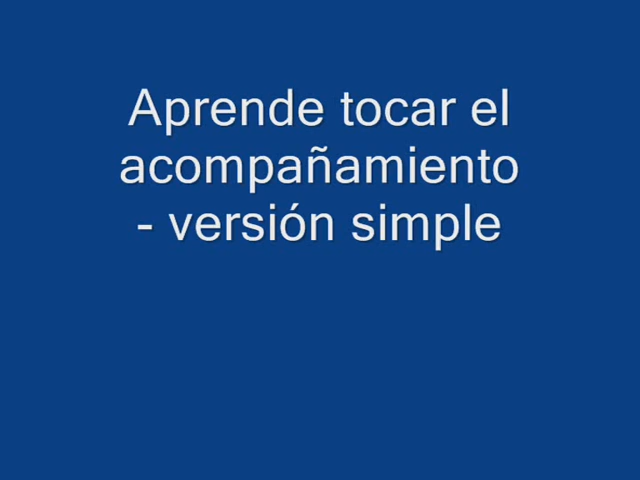 Aprende tocar el
acompañamiento
- versión simple